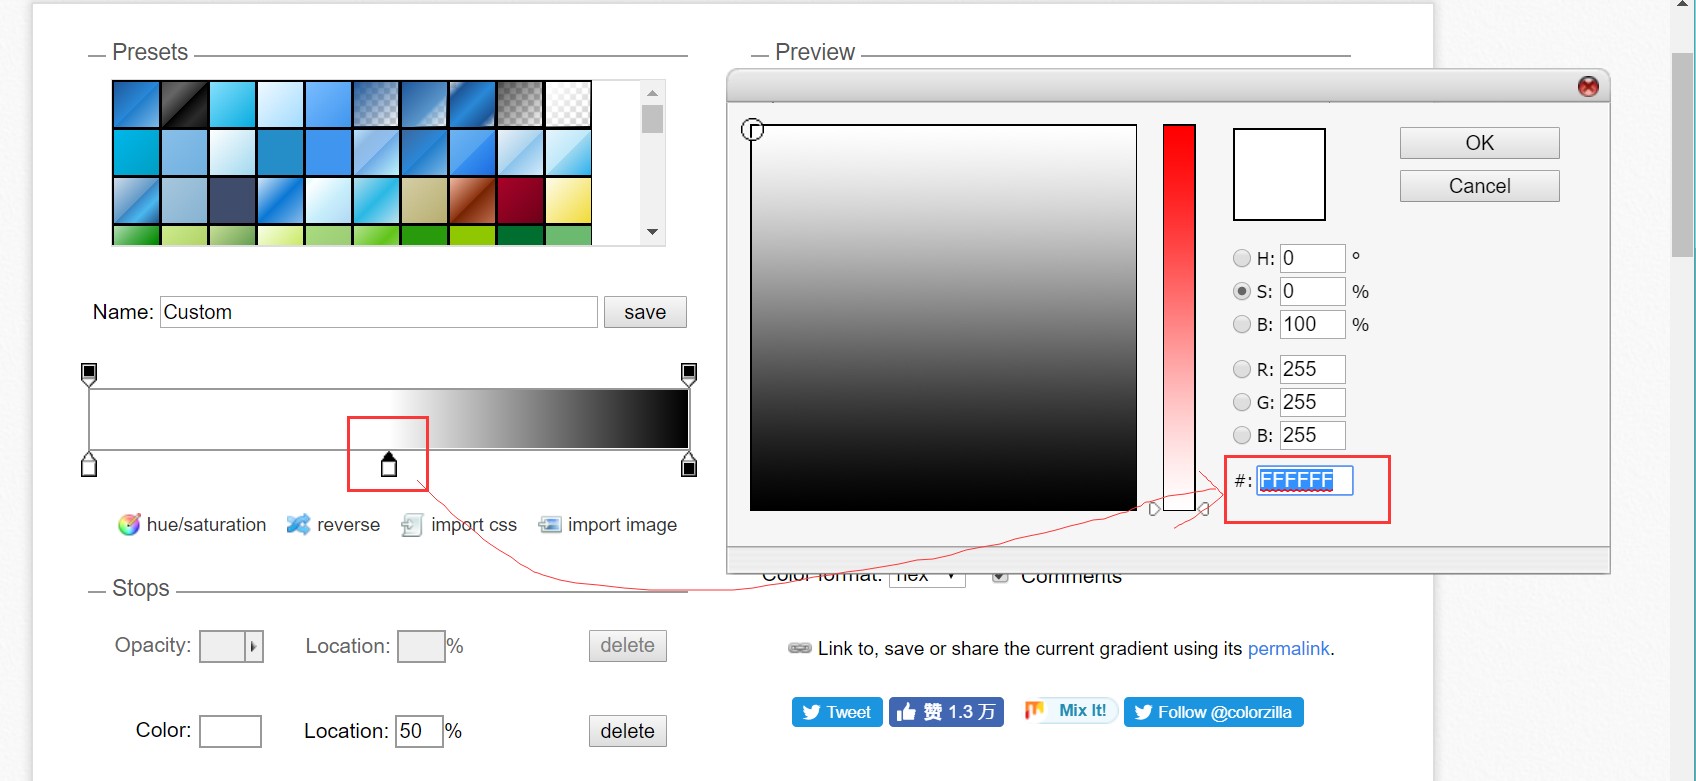 Presets
Preview
OK
Cancel
H: 0 °
S: 0 %
B: 100 %
Name: Custom save
R: 255
G: 255
B: 255
#: FFFFFF
hue/saturation reverse import css import image
Stops
Color format: hex Comments
Opacity: Location: % delete
Link to, save or share the current gradient using its permalink.
Tweet 赞 1.3 万 Mix It! Follow @colorzilla
Color: Location: 50 % delete